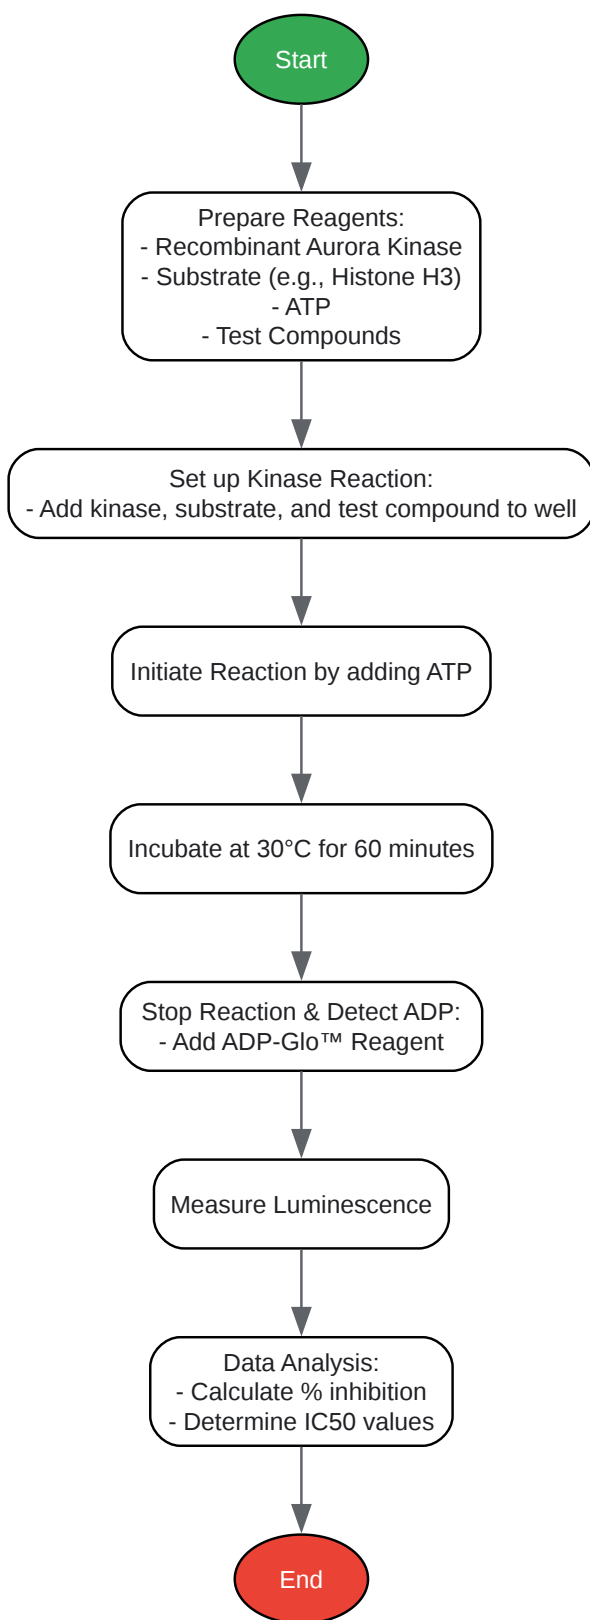 Start
Prepare Reagents:
- Recombinant Aurora Kinase
- Substrate (e.g., Histone H3)
- ATP
- Test Compounds
Set up Kinase Reaction:
- Add kinase, substrate, and test compound to well
Initiate Reaction by adding ATP
Incubate at 30°C for 60 minutes
Stop Reaction & Detect ADP:
- Add ADP-Glo™ Reagent
Measure Luminescence
Data Analysis:
- Calculate % inhibition
- Determine IC50 values
End